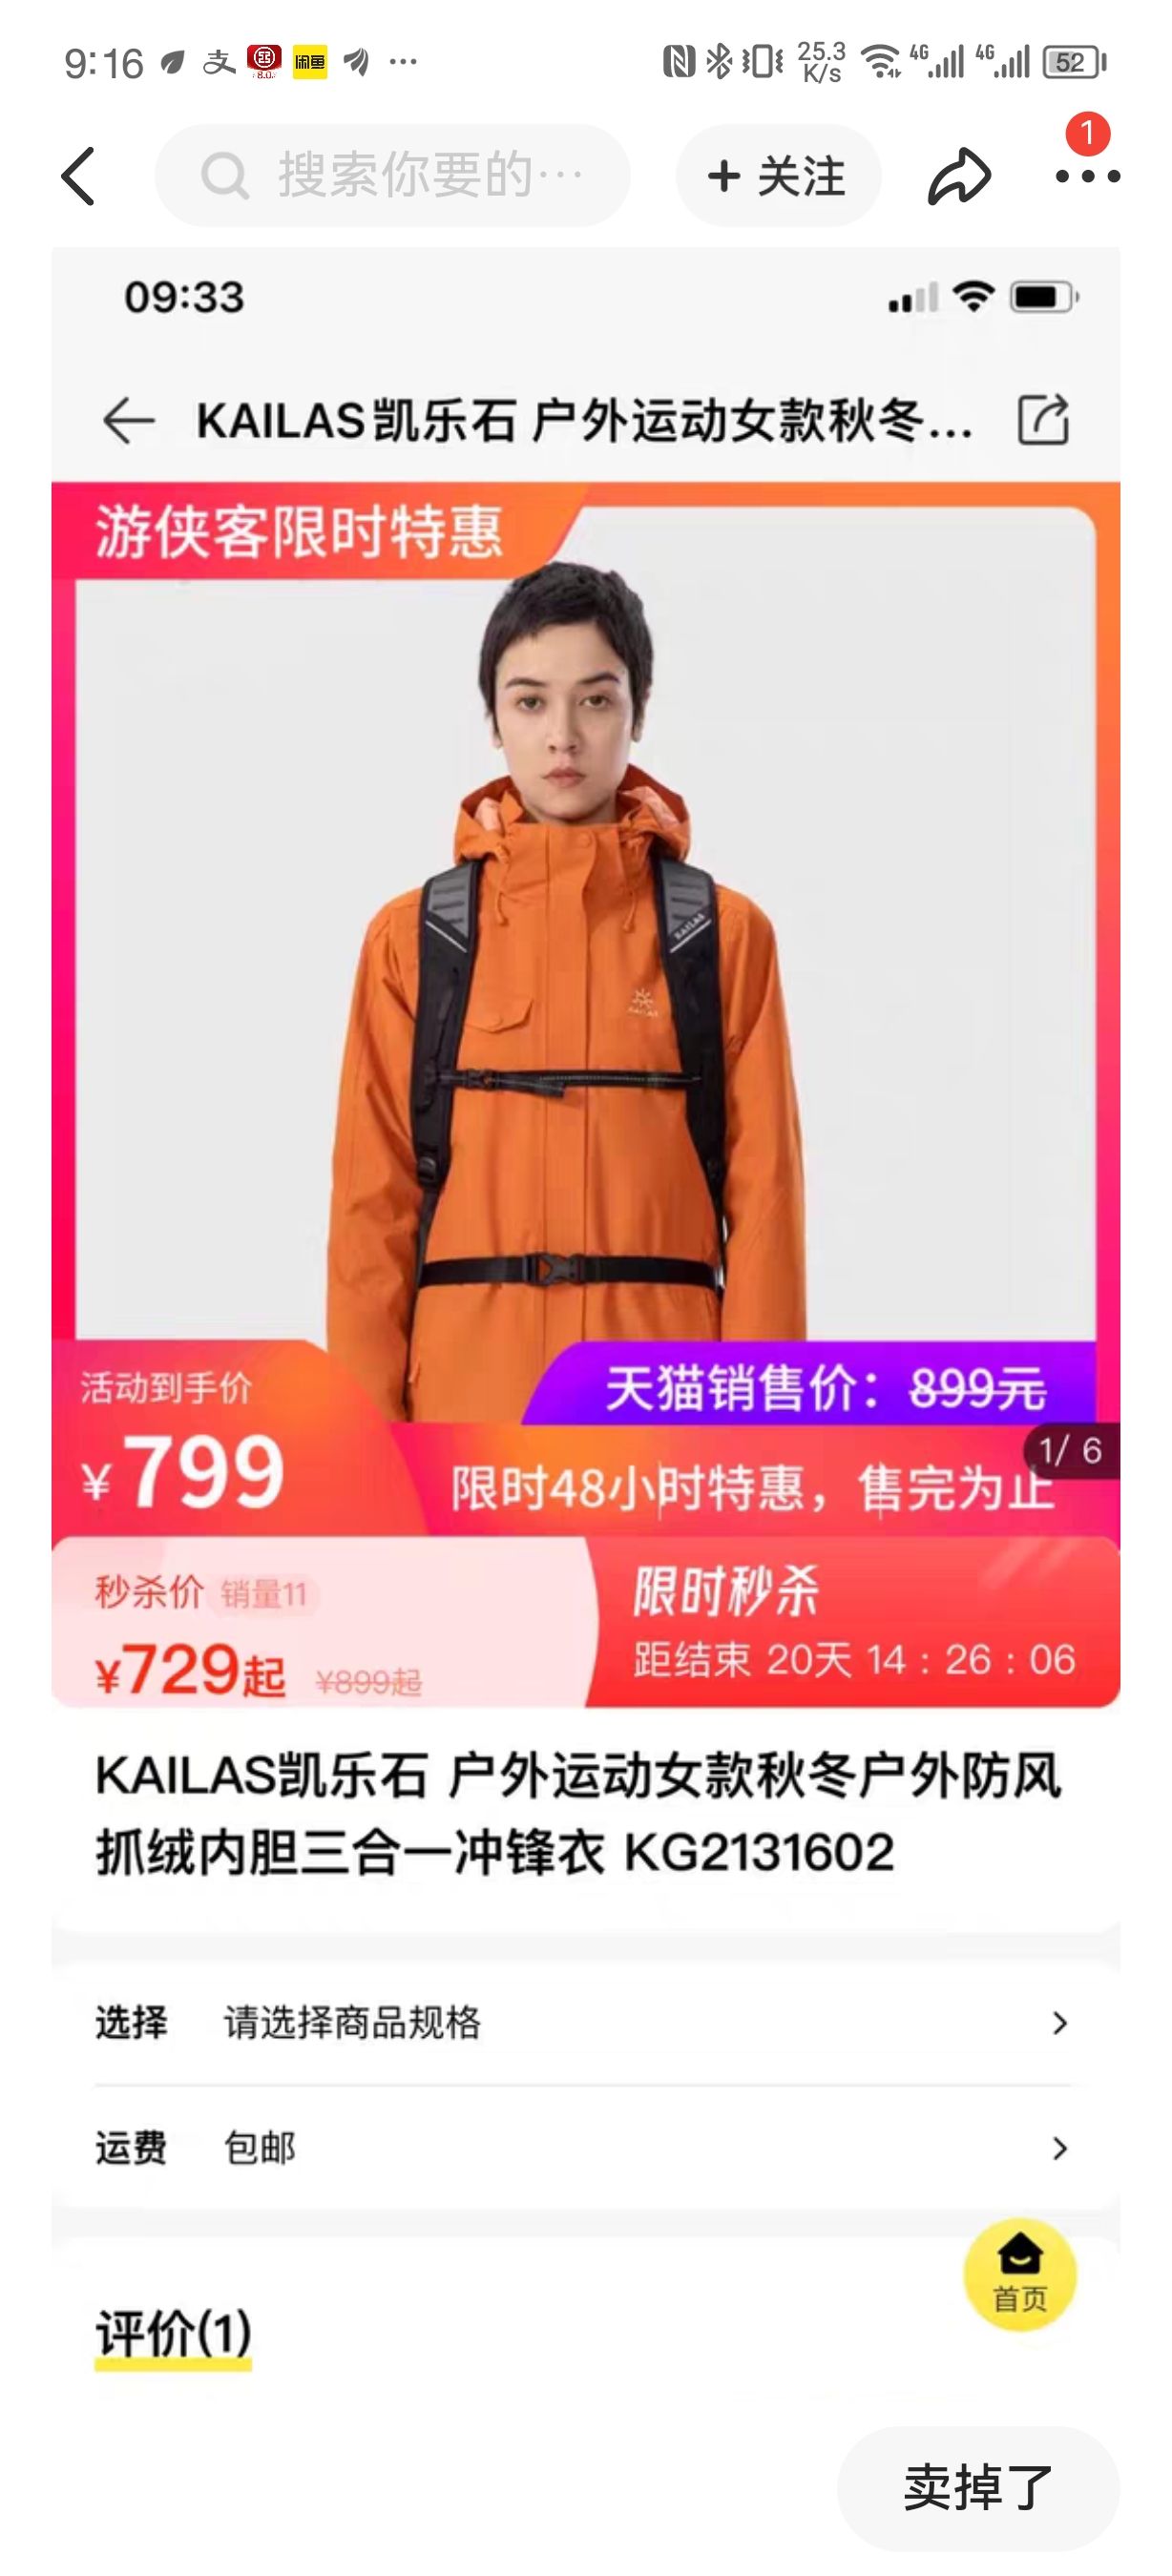 9:16 支 8.0 闲鱼 ··· 25.3 K/s 4G 4G 52
搜索你要的··· + 关注 1
09:33
KAILAS凯乐石 户外运动女款秋冬...
游侠客限时特惠
KAILAS
KAILAS
活动到手价
天猫销售价：899元
¥799
1/ 6
限时48小时特惠，售完为止
秒杀价 销量11
限时秒杀
¥729起 ¥899起
距结束 20天 14 : 26 : 06
KAILAS凯乐石 户外运动女款秋冬户外防风
抓绒内胆三合一冲锋衣 KG2131602
选择 请选择商品规格
运费 包邮
首页
评价(1)
卖掉了